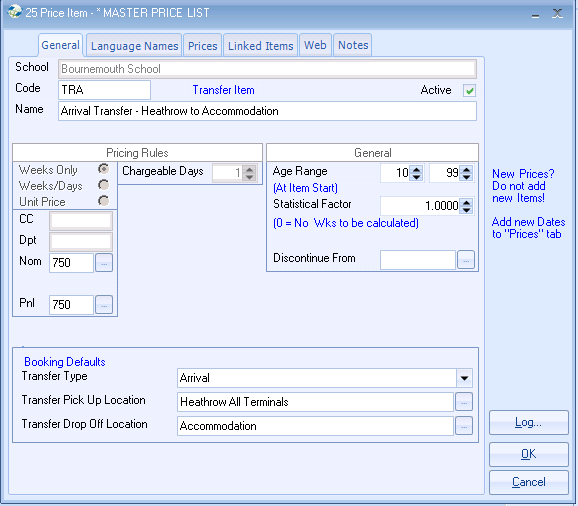 25 Price Item - * MASTER PRICE LIST
General Language Names Prices Linked Items Web Notes
School Bournemouth School
Code TRA Transfer Item Active
Name Arrival Transfer - Heathrow to Accommodation
Pricing Rules
Weeks Only
Weeks/Days
Unit Price
Chargeable Days 1
CC
Dpt
Nom 750 ...
Pnl 750 ...
General
Age Range 10 99
(At Item Start)
Statistical Factor 1.0000
(0 = No Wks to be calculated)
Discontinue From ...
New Prices?
Do not add
new Items!
Add new Dates
to "Prices" tab
Booking Defaults
Transfer Type Arrival
Transfer Pick Up Location Heathrow All Terminals ...
Transfer Drop Off Location Accommodation ...
Log...
OK
Cancel